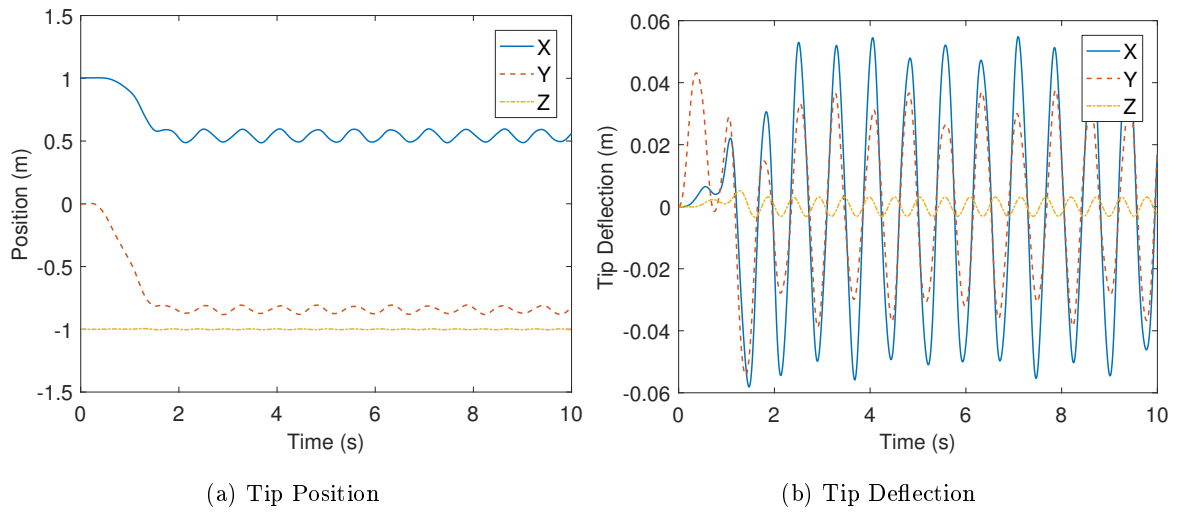 1.5
1
0.5
0
-0.5
-1
-1.5
Position (m)
0 2 4 6 8 10
Time (s)
X
Y
Z
(a) Tip Position
0.06
0.04
0.02
0
-0.02
-0.04
-0.06
Tip Deflection (m)
0 2 4 6 8 10
Time (s)
X
Y
Z
(b) Tip Deflection